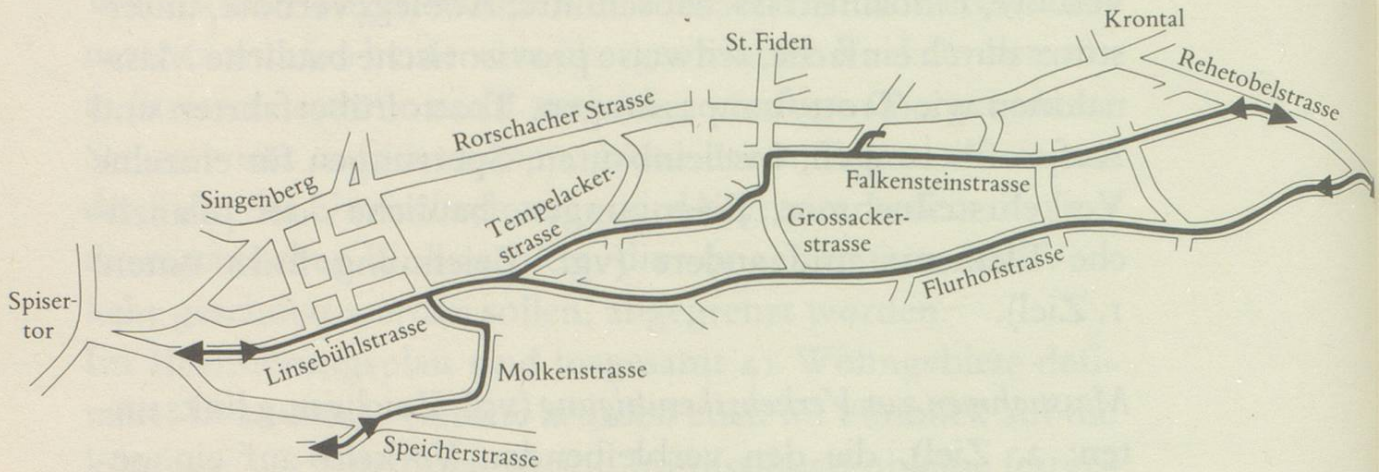 Krontal
St. Fiden
Rehetobelstrasse
Rorschacher Strasse
Singenberg
Tempelacker-
strasse
Falkensteinstrasse
Grossacker-
strasse
Flurhofstrasse
Spiser-
tor
Linsebühlstrasse
Molkenstrasse
Speicherstrasse